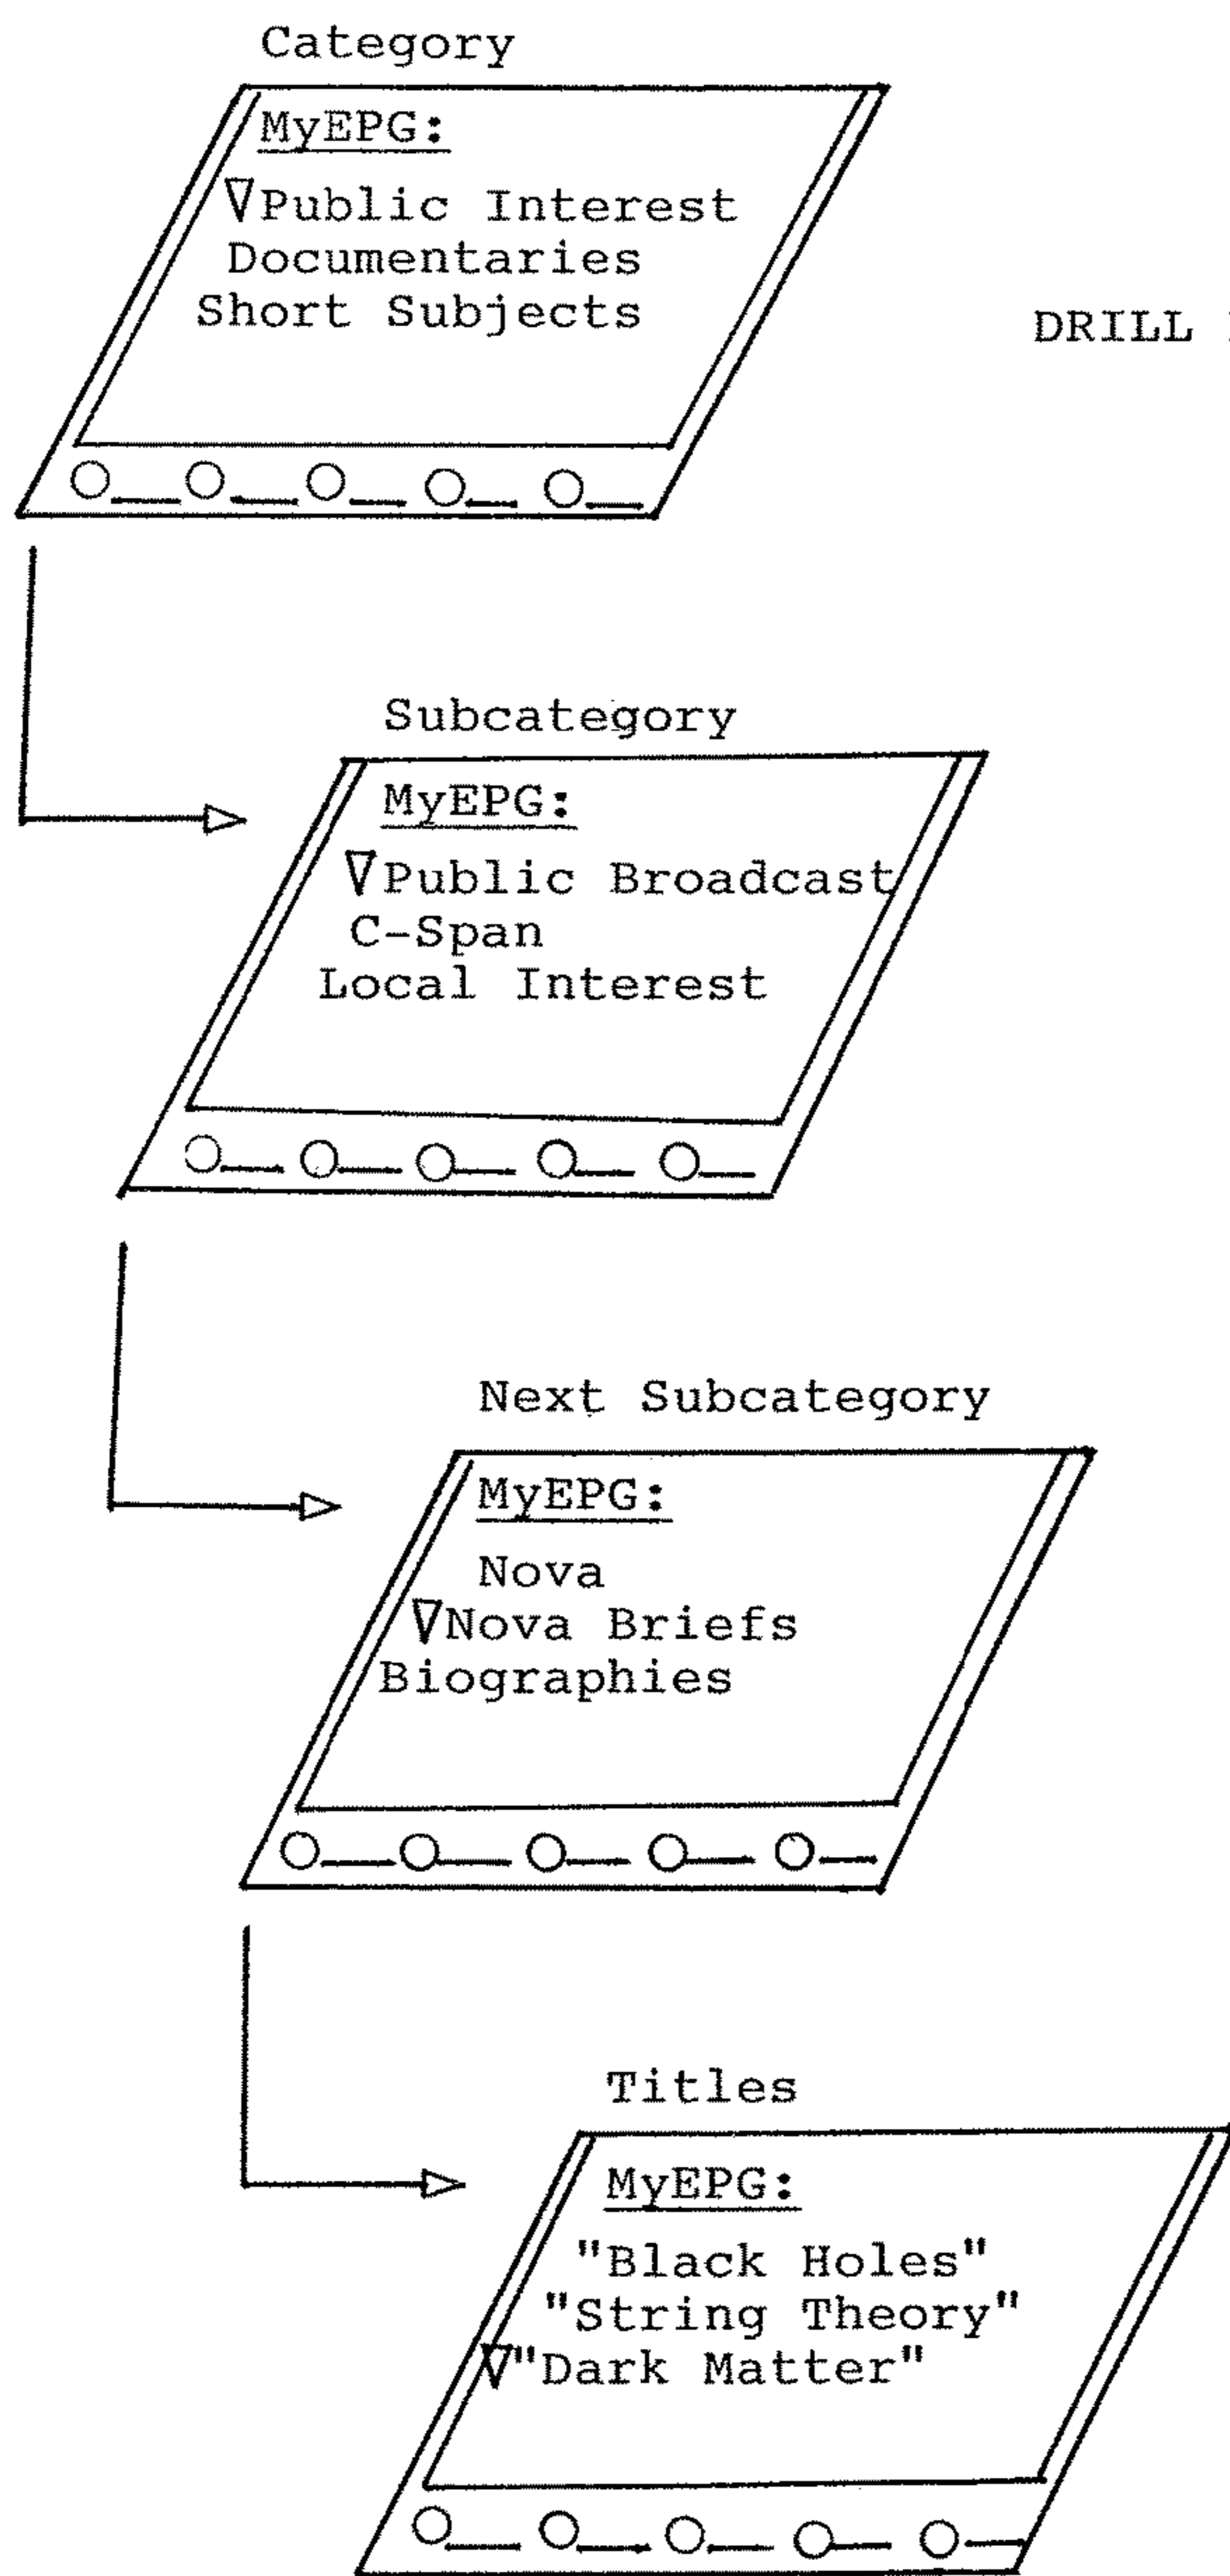 Category
MyEPG:
∇Public Interest
Documentaries
Short Subjects
DRILL
Subcategory
MyEPG:
∇Public Broadcast
C-Span
Local Interest
Next Subcategory
MyEPG:
Nova
∇Nova Briefs
Biographies
Titles
MyEPG:
"Black Holes"
"String Theory"
∇"Dark Matter"